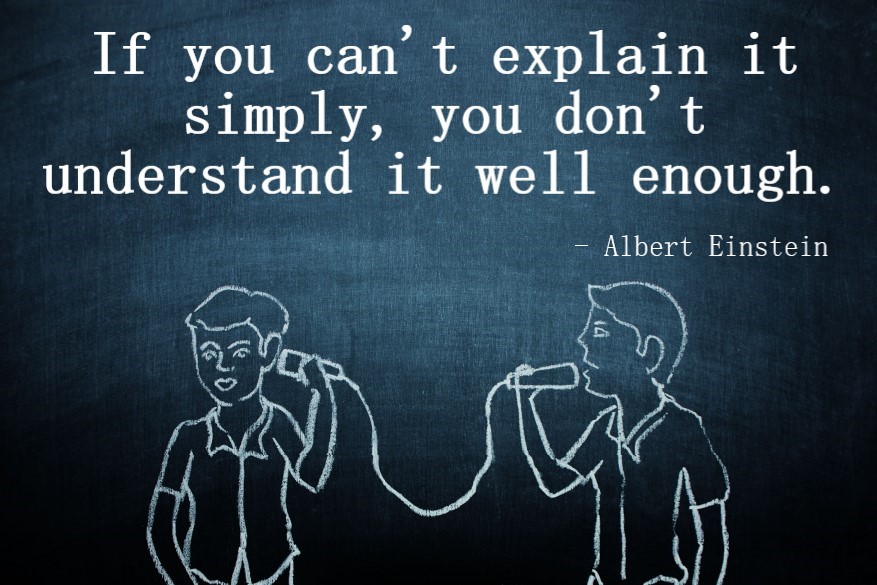 If you can't explain it
simply, you don't
understand it well enough.
- Albert Einstein